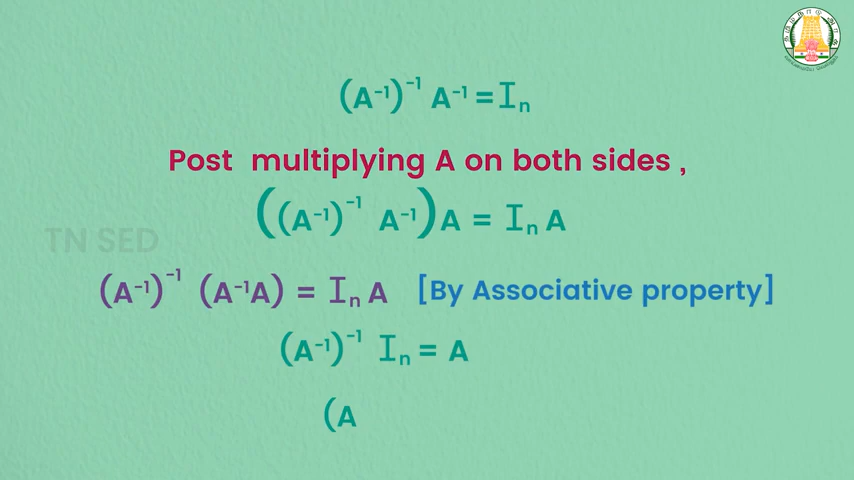 (A⁻¹)⁻¹ A⁻¹ = Iₙ
Post multiplying A on both sides ,
((A⁻¹)⁻¹ A⁻¹)A = Iₙ A
TN SED
(A⁻¹)⁻¹ (A⁻¹A) = Iₙ A [By Associative property]
(A⁻¹)⁻¹ Iₙ = A
(A